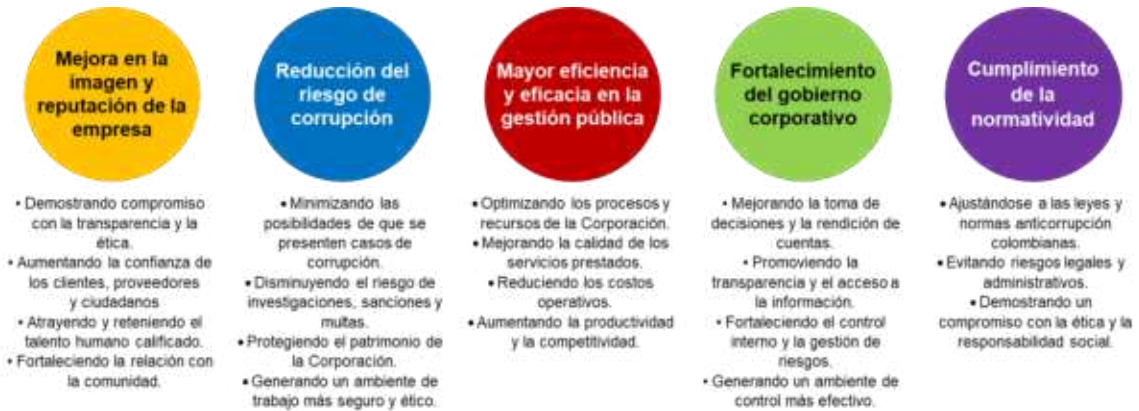 Mejora en la
imagen y
reputación de la
empresa
• Demostrando compromiso
con la transparencia y la
ética.
• Aumentando la confianza de
los clientes, proveedores
y ciudadanos
• Atrayendo y reteniendo el
talento humano calificado.
• Fortaleciendo la relación con
la comunidad.
Reducción del
riesgo de
corrupción
• Minimizando las
posibilidades de que se
presenten casos de
corrupción.
• Disminuyendo el riesgo de
investigaciones, sanciones y
multas.
• Protegiendo el patrimonio de
la Corporación.
• Generando un ambiente de
trabajo más seguro y ético.
Mayor eficiencia
y eficacia en la
gestión pública
• Optimizando los procesos y
recursos de la Corporación.
• Mejorando la calidad de los
servicios prestados.
• Reduciendo los costos
operativos.
• Aumentando la productividad
y la competitividad.
Fortalecimiento
del gobierno
corporativo
• Mejorando la toma de
decisiones y la rendición de
cuentas.
• Promoviendo la
transparencia y el acceso a
la información.
• Fortaleciendo el control
interno y la gestión de
riesgos.
• Generando un ambiente de
control más efectivo.
Cumplimiento
de la
normatividad
• Ajustándose a las leyes y
normas anticorrupción
colombianas.
• Evitando riesgos legales y
administrativos.
• Demostrando un
compromiso con la ética y la
responsabilidad social.